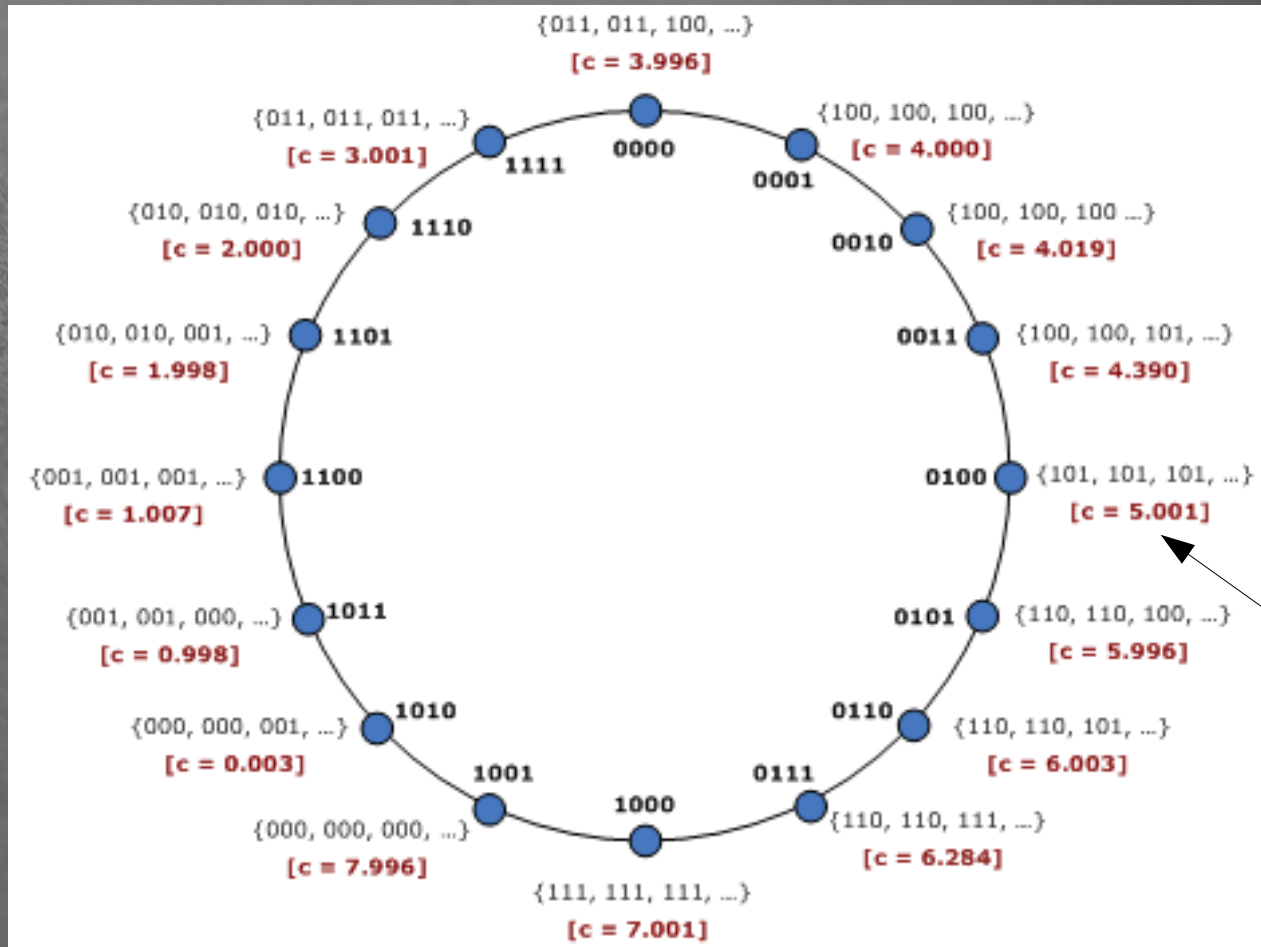 {011, 011, 100, ...}
[c = 3.996]
0000
{100, 100, 100, ...}
[c = 4.000]
0001
{100, 100, 100 ...}
[c = 4.019]
0010
{100, 100, 101, ...}
[c = 4.390]
0011
{101, 101, 101, ...}
[c = 5.001]
0100
{110, 110, 100, ...}
[c = 5.996]
0101
{110, 110, 101, ...}
[c = 6.003]
0110
{110, 110, 111, ...}
[c = 6.284]
0111
{111, 111, 111, ...}
[c = 7.001]
1000
{000, 000, 000, ...}
[c = 7.996]
1001
{000, 000, 001, ...}
[c = 0.003]
1010
{001, 001, 000, ...}
[c = 0.998]
1011
{001, 001, 001, ...}
[c = 1.007]
1100
{010, 010, 001, ...}
[c = 1.998]
1101
{010, 010, 010, ...}
[c = 2.000]
1110
{011, 011, 011, ...}
[c = 3.001]
1111